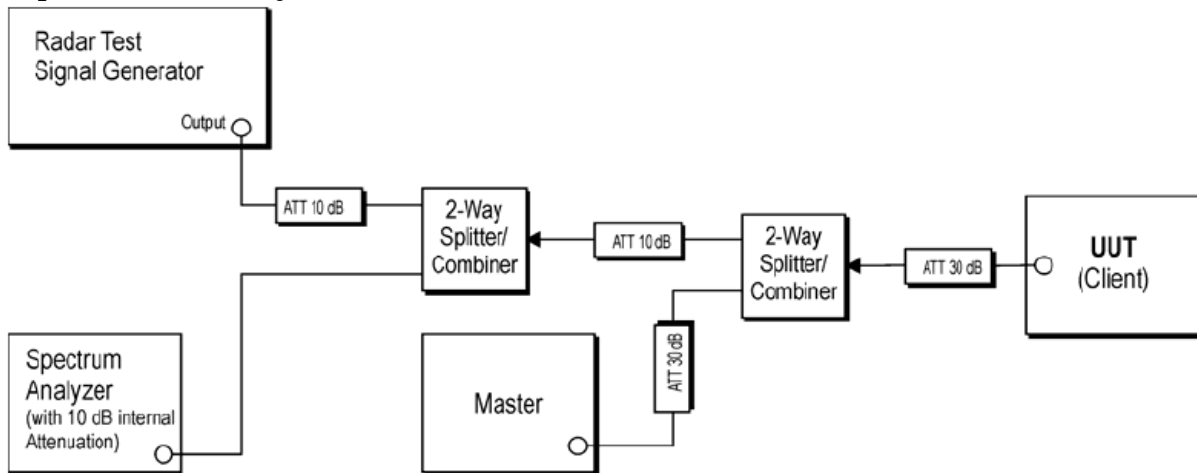 Radar Test
Signal Generator
Output
ATT 10 dB
2-Way
Splitter/
Combiner
ATT 10 dB
2-Way
Splitter/
Combiner
ATT 30 dB
UUT
(Client)
Spectrum
Analyzer
(with 10 dB internal
Attenuation)
Master
ATT 30 dB